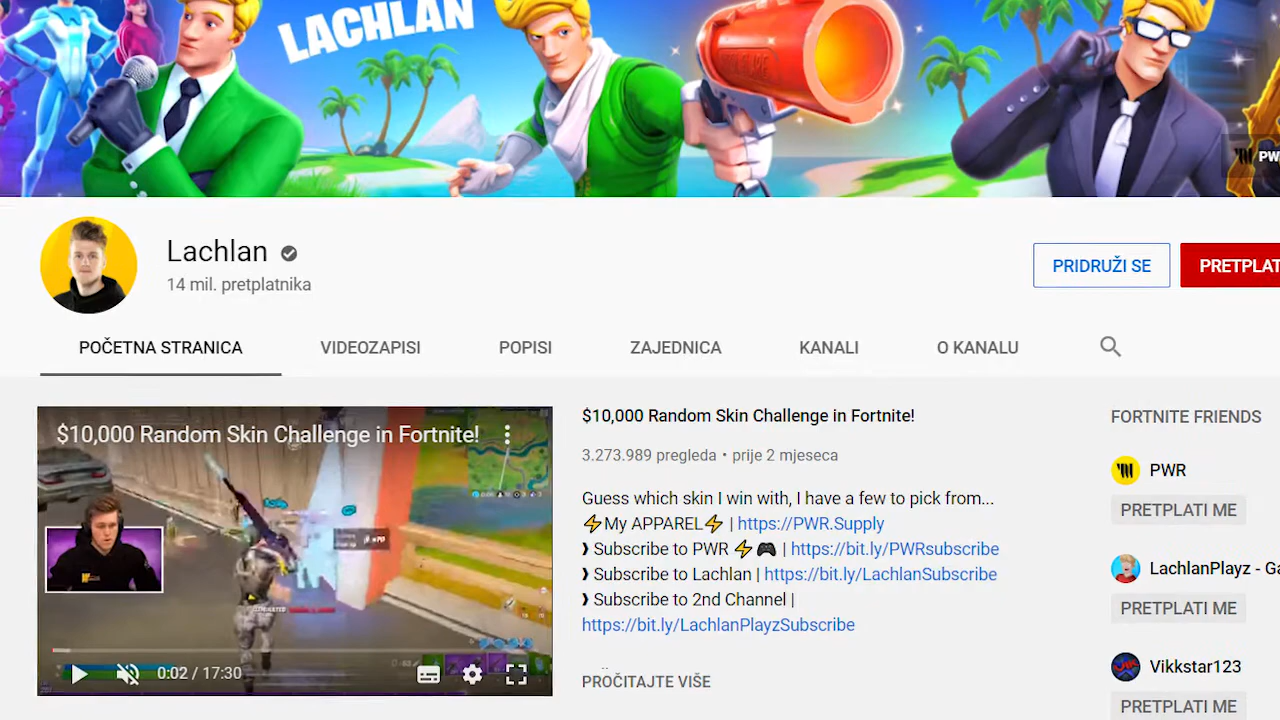 LACHLAN
PW
Lachlan
14 mil. pretplatnika
PRIDRUŽI SE
PRETPLAT
POČETNA STRANICA
VIDEOZAPISI
POPISI
ZAJEDNICA
KANALI
O KANALU
$10,000 Random Skin Challenge in Fortnite!
0:02 / 17:30
$10,000 Random Skin Challenge in Fortnite!
3.273.989 pregleda • prije 2 mjeseca
Guess which skin I win with, I have a few to pick from...
⚡My APPAREL⚡ | https://PWR.Supply
❫ Subscribe to PWR ⚡🎮 | https://bit.ly/PWRsubscribe
❫ Subscribe to Lachlan | https://bit.ly/LachlanSubscribe
❫ Subscribe to 2nd Channel |
https://bit.ly/LachlanPlayzSubscribe
PROČITAJTE VIŠE
FORTNITE FRIENDS
PWR
PRETPLATI ME
LachlanPlayz - Ga
PRETPLATI ME
Vikkstar123
PRETPLATI ME